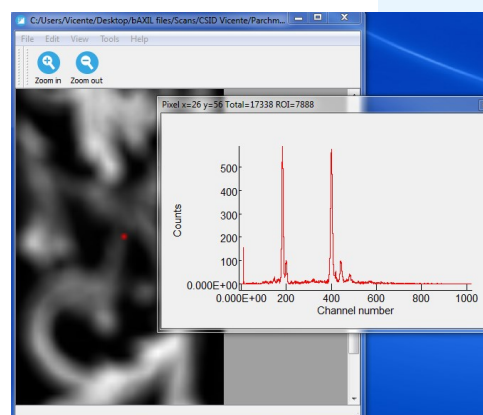 C:/Users/Vicente/Desktop/bAXIL files/Scans/CSID Vicente/Parchm...
File Edit View Tools Help
Zoom in Zoom out
Pixel x=26 y=56 Total=17338 ROI=7888
500
400
300
200
100
0.000E+00
Counts
0.000E+00 200 400 600 800 1000
Channel number